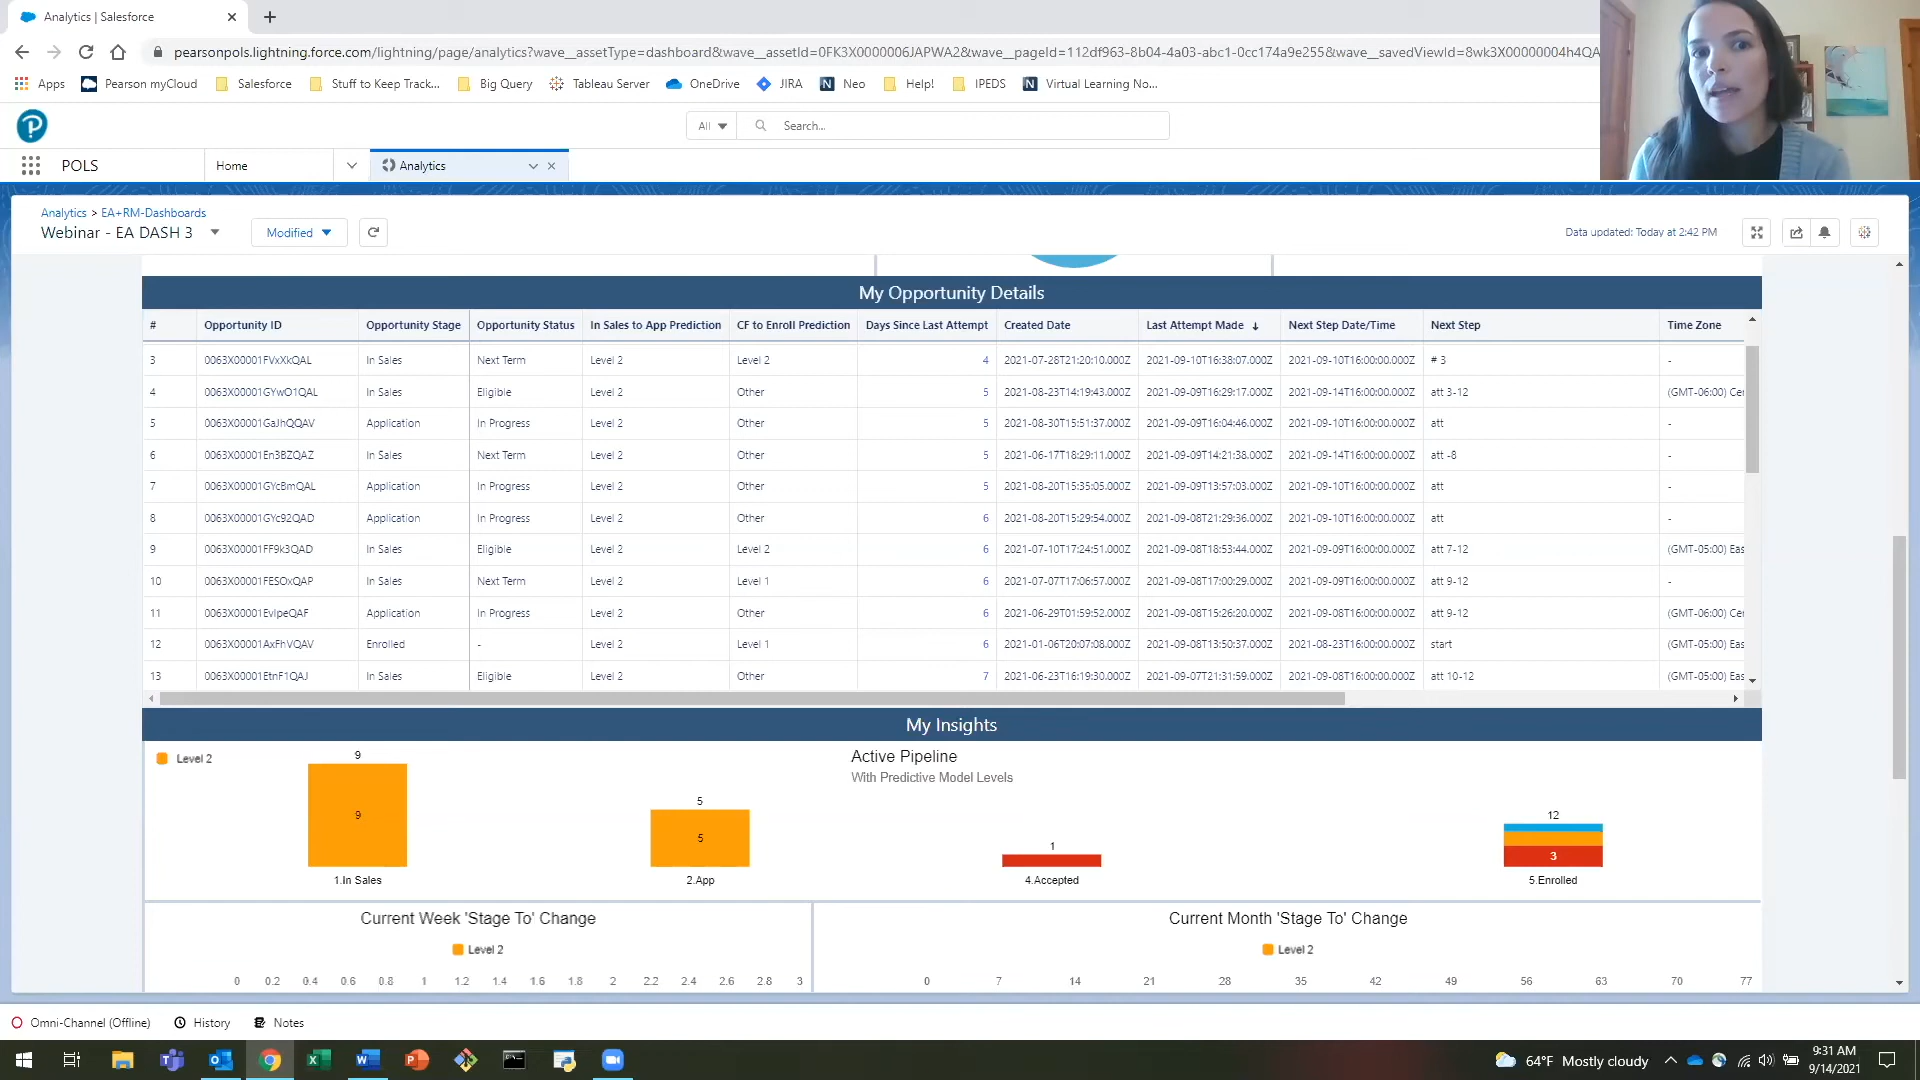 Analytics | Salesforce
pearsonpols.lightning.force.com/lightning/page/analytics?wave__assetType=dashboard&wave__assetId=0FK3X0000006JAPWA2&wave__pageId=112df963-8b04-4a03-abc1-0cc174a9e255&wave__savedViewId=8wk3X00000004h4QA
Apps Pearson myCloud Salesforce Stuff to Keep Track... Big Query Tableau Server OneDrive JIRA Neo Help! IPEDS Virtual Learning No...
All Search...
POLS Home Analytics
Analytics > EA+RM-Dashboards
Webinar - EA DASH 3 Modified Data updated: Today at 2:42 PM
My Opportunity Details
# Opportunity ID Opportunity Stage Opportunity Status In Sales to App Prediction CF to Enroll Prediction Days Since Last Attempt Created Date Last Attempt Made ↓ Next Step Date/Time Next Step Time Zone
3 0063X00001FVxXkQAL In Sales Next Term Level 2 Level 2 4 2021-07-28T21:20:10.000Z 2021-09-10T16:38:07.000Z 2021-09-10T16:00:00.000Z # 3 -
4 0063X00001GYwO1QAL In Sales Eligible Level 2 Other 5 2021-08-23T14:19:43.000Z 2021-09-09T16:29:17.000Z 2021-09-14T16:00:00.000Z att 3-12 (GMT-06:00) Cer
5 0063X00001GaJhQQAV Application In Progress Level 2 Other 5 2021-08-30T15:51:37.000Z 2021-09-09T16:04:46.000Z 2021-09-10T16:00:00.000Z att -
6 0063X00001En3BZQAZ In Sales Next Term Level 2 Other 5 2021-06-17T18:29:11.000Z 2021-09-09T14:21:38.000Z 2021-09-14T16:00:00.000Z att -8 -
7 0063X00001GYcBmQAL Application In Progress Level 2 Other 5 2021-08-20T15:35:05.000Z 2021-09-09T13:57:03.000Z 2021-09-10T16:00:00.000Z att -
8 0063X00001GYc92QAD Application In Progress Level 2 Other 6 2021-08-20T15:29:54.000Z 2021-09-08T21:29:36.000Z 2021-09-10T16:00:00.000Z att -
9 0063X00001FF9k3QAD In Sales Eligible Level 2 Level 2 6 2021-07-10T17:24:51.000Z 2021-09-08T18:53:44.000Z 2021-09-09T16:00:00.000Z att 7-12 (GMT-05:00) Eas
10 0063X00001FESOxQAP In Sales Next Term Level 2 Level 1 6 2021-07-07T17:06:57.000Z 2021-09-08T17:00:29.000Z 2021-09-09T16:00:00.000Z att 9-12 -
11 0063X00001EvIpeQAF Application In Progress Level 2 Other 6 2021-06-29T01:59:52.000Z 2021-09-08T15:26:20.000Z 2021-09-08T16:00:00.000Z att 9-12 (GMT-06:00) Cer
12 0063X00001AxFhVQAV Enrolled - Level 2 Level 1 6 2021-01-06T20:07:08.000Z 2021-09-08T13:50:37.000Z 2021-08-23T16:00:00.000Z start (GMT-05:00) Eas
13 0063X00001EtnF1QAJ In Sales Eligible Level 2 Other 7 2021-06-23T16:19:30.000Z 2021-09-07T21:31:59.000Z 2021-09-08T16:00:00.000Z att 10-12 (GMT-05:00) Eas
My Insights
Level 2 Active Pipeline
With Predictive Model Levels
9 5 1 12
9 5 3
1.In Sales 2.App 4.Accepted 5.Enrolled
Current Week 'Stage To' Change Current Month 'Stage To' Change
Level 2 Level 2
0 0.2 0.4 0.6 0.8 1 1.2 1.4 1.6 1.8 2 2.2 2.4 2.6 2.8 3 0 7 14 21 28 35 42 49 56 63 70 77
Omni-Channel (Offline) History Notes
64°F Mostly cloudy 9:31 AM
9/14/2021